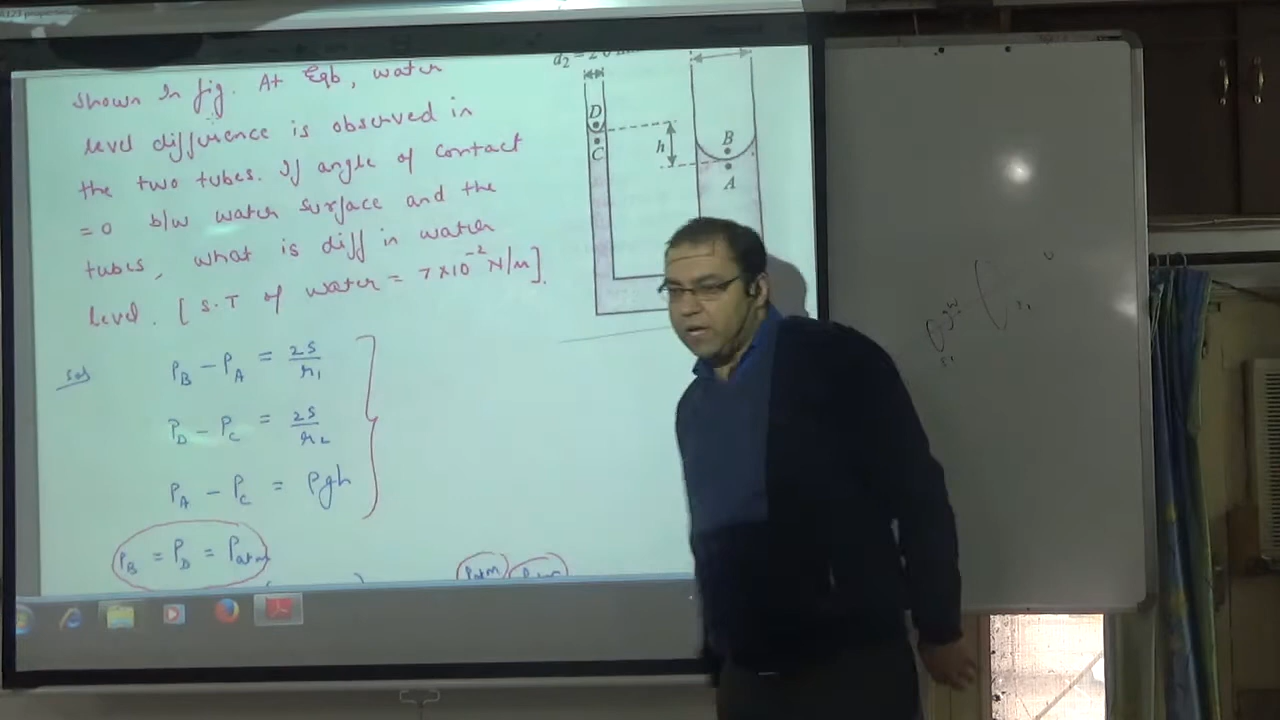 shown in fig. At Eqb, water
level difference is observed in
the two tubes. If angle of contact
= 0 b/w water surface and the
tubes, what is diff in water
level. [S.T of water = 7×10⁻² N/m].
Sol
P_B - P_A = 2S/r₁
P_D - P_C = 2S/r₂
P_A - P_C = ρgh
P_B = P_D = P_atm
D
C
h
B
A